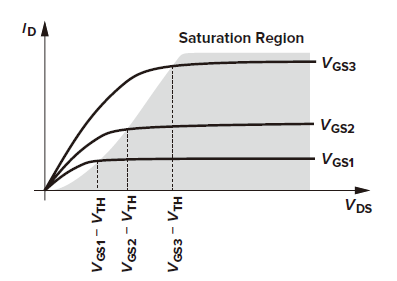 I_D
Saturation Region
V_GS3
V_GS2
V_GS1
V_DS
V_GS1 − V_TH
V_GS2 − V_TH
V_GS3 − V_TH